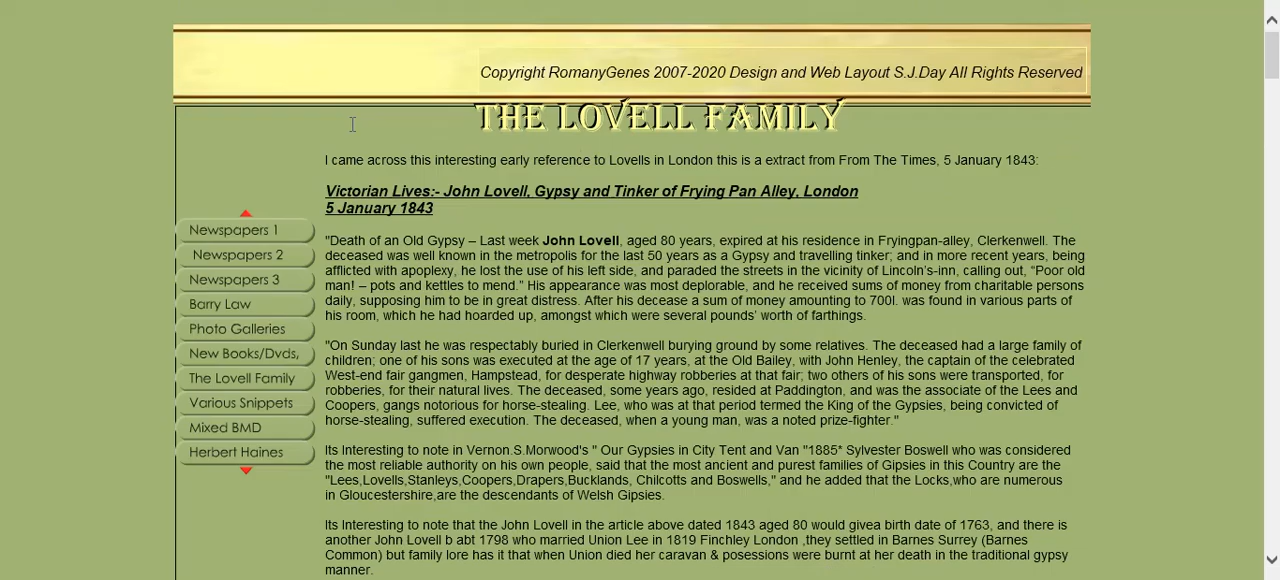 Copyright RomanyGenes 2007-2020 Design and Web Layout S.J.Day All Rights Reserved
THE LOVELL FAMILY
I came across this interesting early reference to Lovells in London this is a extract from From The Times, 5 January 1843:
Victorian Lives:- John Lovell, Gypsy and Tinker of Frying Pan Alley, London
5 January 1843
Newspapers 1
Newspapers 2
Newspapers 3
Barry Law
Photo Galleries
New Books/Dvds,
The Lovell Family
Various Snippets
Mixed BMD
Herbert Haines
"Death of an Old Gypsy – Last week John Lovell, aged 80 years, expired at his residence in Fryingpan-alley, Clerkenwell. The
deceased was well known in the metropolis for the last 50 years as a Gypsy and travelling tinker; and in more recent years, being
afflicted with apoplexy, he lost the use of his left side, and paraded the streets in the vicinity of Lincoln's-inn, calling out, “Poor old
man! – pots and kettles to mend.” His appearance was most deplorable, and he received sums of money from charitable persons
daily, supposing him to be in great distress. After his decease a sum of money amounting to 700l. was found in various parts of
his room, which he had hoarded up, amongst which were several pounds’ worth of farthings.
"On Sunday last he was respectably buried in Clerkenwell burying ground by some relatives. The deceased had a large family of
children; one of his sons was executed at the age of 17 years, at the Old Bailey, with John Henley, the captain of the celebrated
West-end fair gangmen, Hampstead, for desperate highway robberies at that fair; two others of his sons were transported, for
robberies, for their natural lives. The deceased, some years ago, resided at Paddington, and was the associate of the Lees and
Coopers, gangs notorious for horse-stealing. Lee, who was at that period termed the King of the Gypsies, being convicted of
horse-stealing, suffered execution. The deceased, when a young man, was a noted prize-fighter."
Its Interesting to note in Vernon.S.Morwood's " Our Gypsies in City Tent and Van "1885* Sylvester Boswell who was considered
the most reliable authority on his own people, said that the most ancient and purest families of Gipsies in this Country are the
"Lees,Lovells,Stanleys,Coopers,Drapers,Bucklands, Chilcotts and Boswells," and he added that the Locks,who are numerous
in Gloucestershire,are the descendants of Welsh Gipsies.
Its Interesting to note that the John Lovell in the article above dated 1843 aged 80 would givea birth date of 1763, and there is
another John Lovell b abt 1798 who married Union Lee in 1819 Finchley London ,they settled in Barnes Surrey (Barnes
Common) but family lore has it that when Union died her caravan & posessions were burnt at her death in the traditional gypsy
manner.